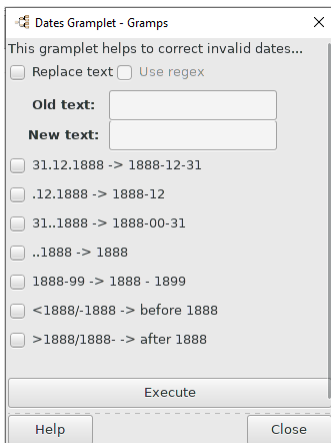 Dates Gramplet - Gramps
This gramplet helps to correct invalid dates...
Replace text Use regex
Old text:
New text:
31.12.1888 -> 1888-12-31
.12.1888 -> 1888-12
31..1888 -> 1888-00-31
..1888 -> 1888
1888-99 -> 1888 - 1899
<1888/-1888 -> before 1888
>1888/1888- -> after 1888
Execute
Help Close